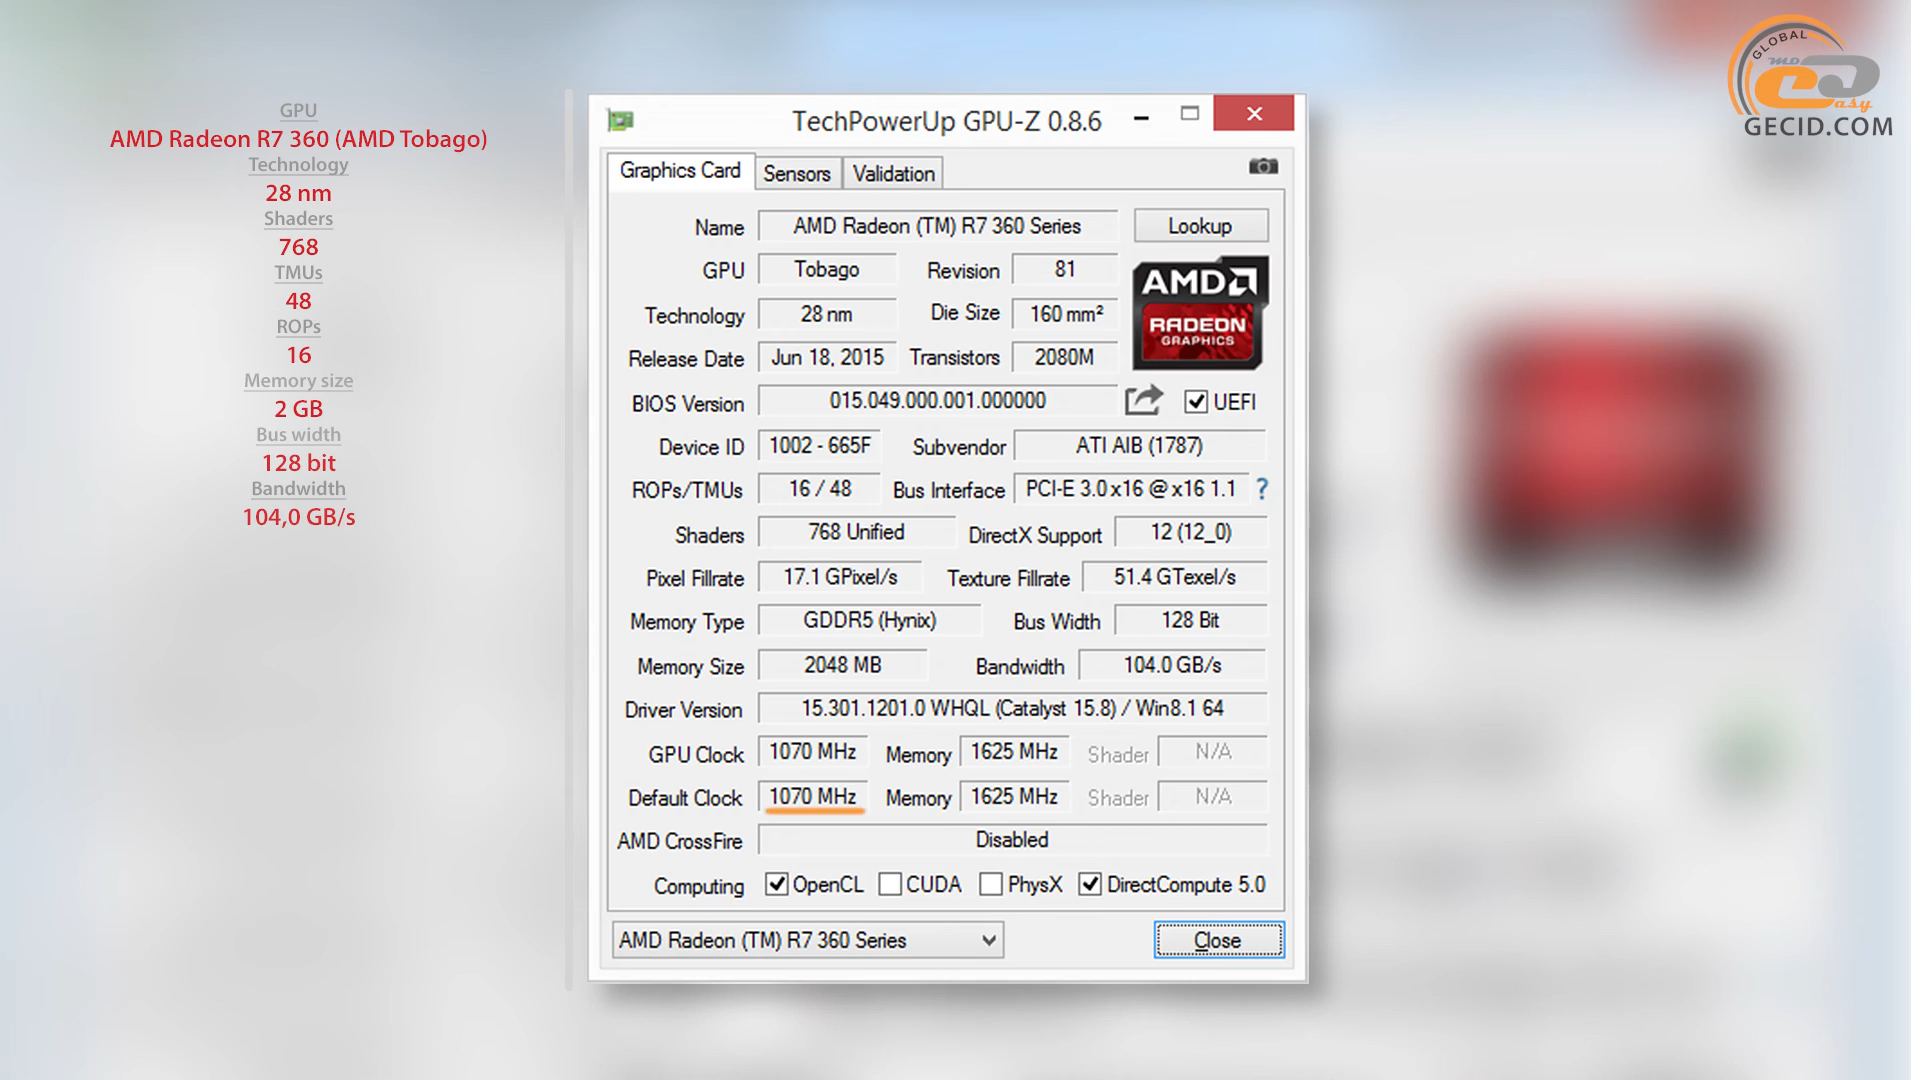 GPU
AMD Radeon R7 360 (AMD Tobago)
Technology
28 nm
Shaders
768
TMUs
48
ROPs
16
Memory size
2 GB
Bus width
128 bit
Bandwidth
104,0 GB/s
TechPowerUp GPU-Z 0.8.6
Graphics Card Sensors Validation
Name AMD Radeon (TM) R7 360 Series Lookup
GPU Tobago Revision 81
Technology 28 nm Die Size 160 mm²
Release Date Jun 18, 2015 Transistors 2080M
AMD
RADEON
GRAPHICS
BIOS Version 015.049.000.001.000000 UEFI
Device ID 1002 - 665F Subvendor ATI AIB (1787)
ROPs/TMUs 16 / 48 Bus Interface PCI-E 3.0 x16 @ x16 1.1 ?
Shaders 768 Unified DirectX Support 12 (12_0)
Pixel Fillrate 17.1 GPixel/s Texture Fillrate 51.4 GTexel/s
Memory Type GDDR5 (Hynix) Bus Width 128 Bit
Memory Size 2048 MB Bandwidth 104.0 GB/s
Driver Version 15.301.1201.0 WHQL (Catalyst 15.8) / Win8.1 64
GPU Clock 1070 MHz Memory 1625 MHz Shader N/A
Default Clock 1070 MHz Memory 1625 MHz Shader N/A
AMD CrossFire Disabled
Computing OpenCL CUDA PhysX DirectCompute 5.0
AMD Radeon (TM) R7 360 Series Close
GLOBAL
easy
GECID.COM